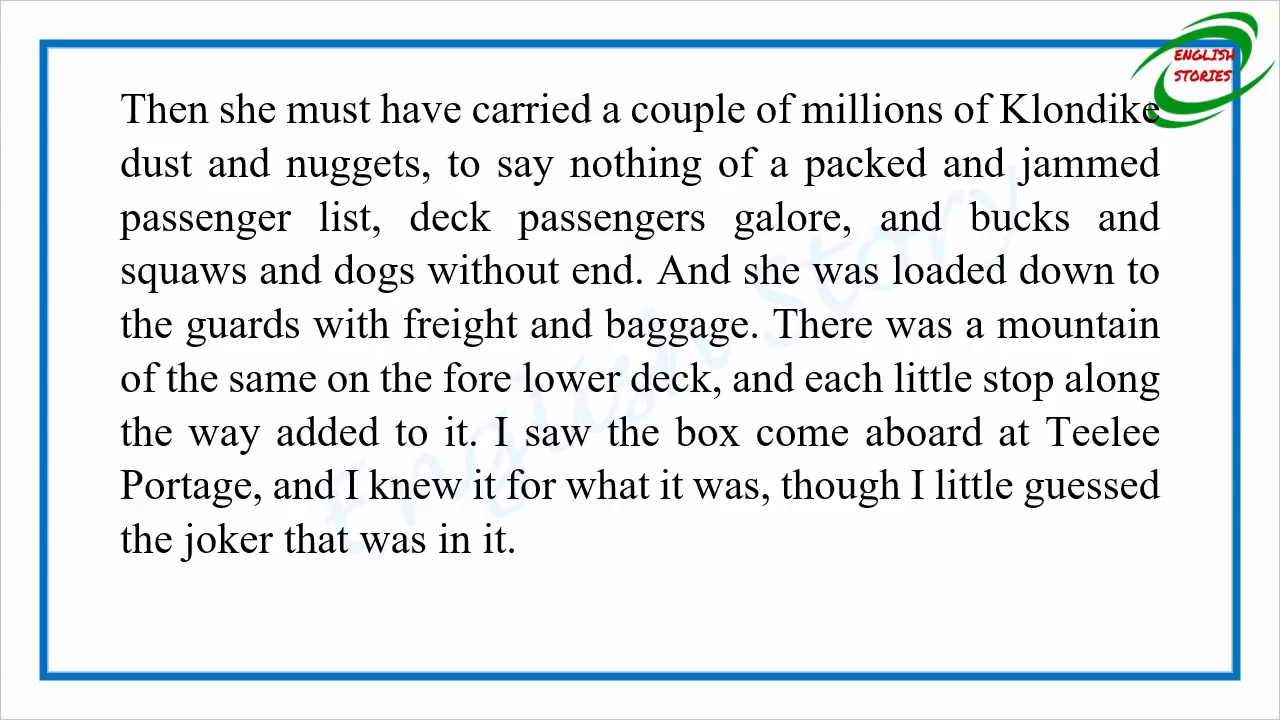 ENGLISH
STORIES
Then she must have carried a couple of millions of Klondike
dust and nuggets, to say nothing of a packed and jammed
passenger list, deck passengers galore, and bucks and
squaws and dogs without end. And she was loaded down to
the guards with freight and baggage. There was a mountain
of the same on the fore lower deck, and each little stop along
the way added to it. I saw the box come aboard at Teelee
Portage, and I knew it for what it was, though I little guessed
the joker that was in it.
English Story